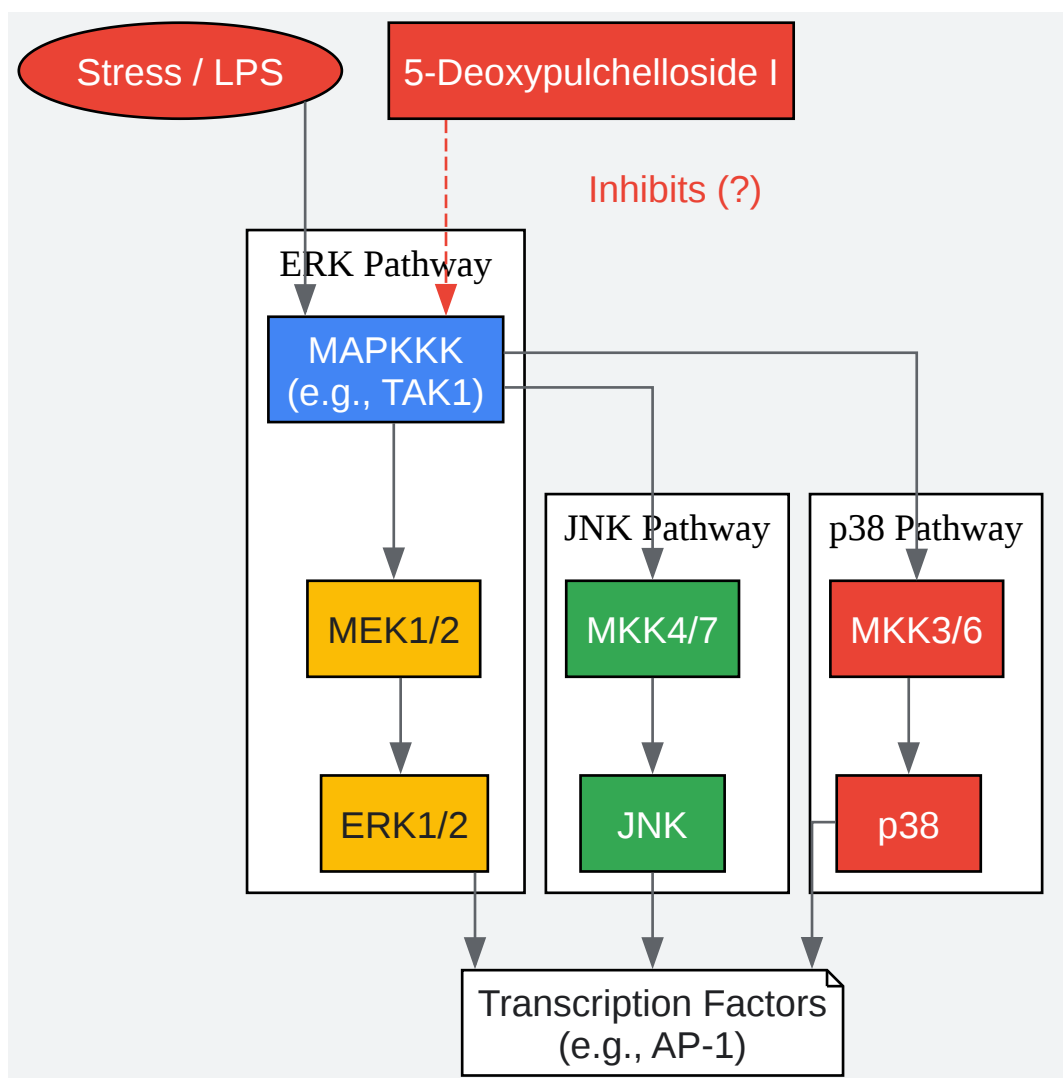 Stress / LPS
5-Deoxypulchelloside I
Inhibits (?)
ERK Pathway
MAPKKK
(e.g., TAK1)
JNK Pathway
p38 Pathway
MEK1/2
MKK4/7
MKK3/6
ERK1/2
JNK
p38
Transcription Factors
(e.g., AP-1)